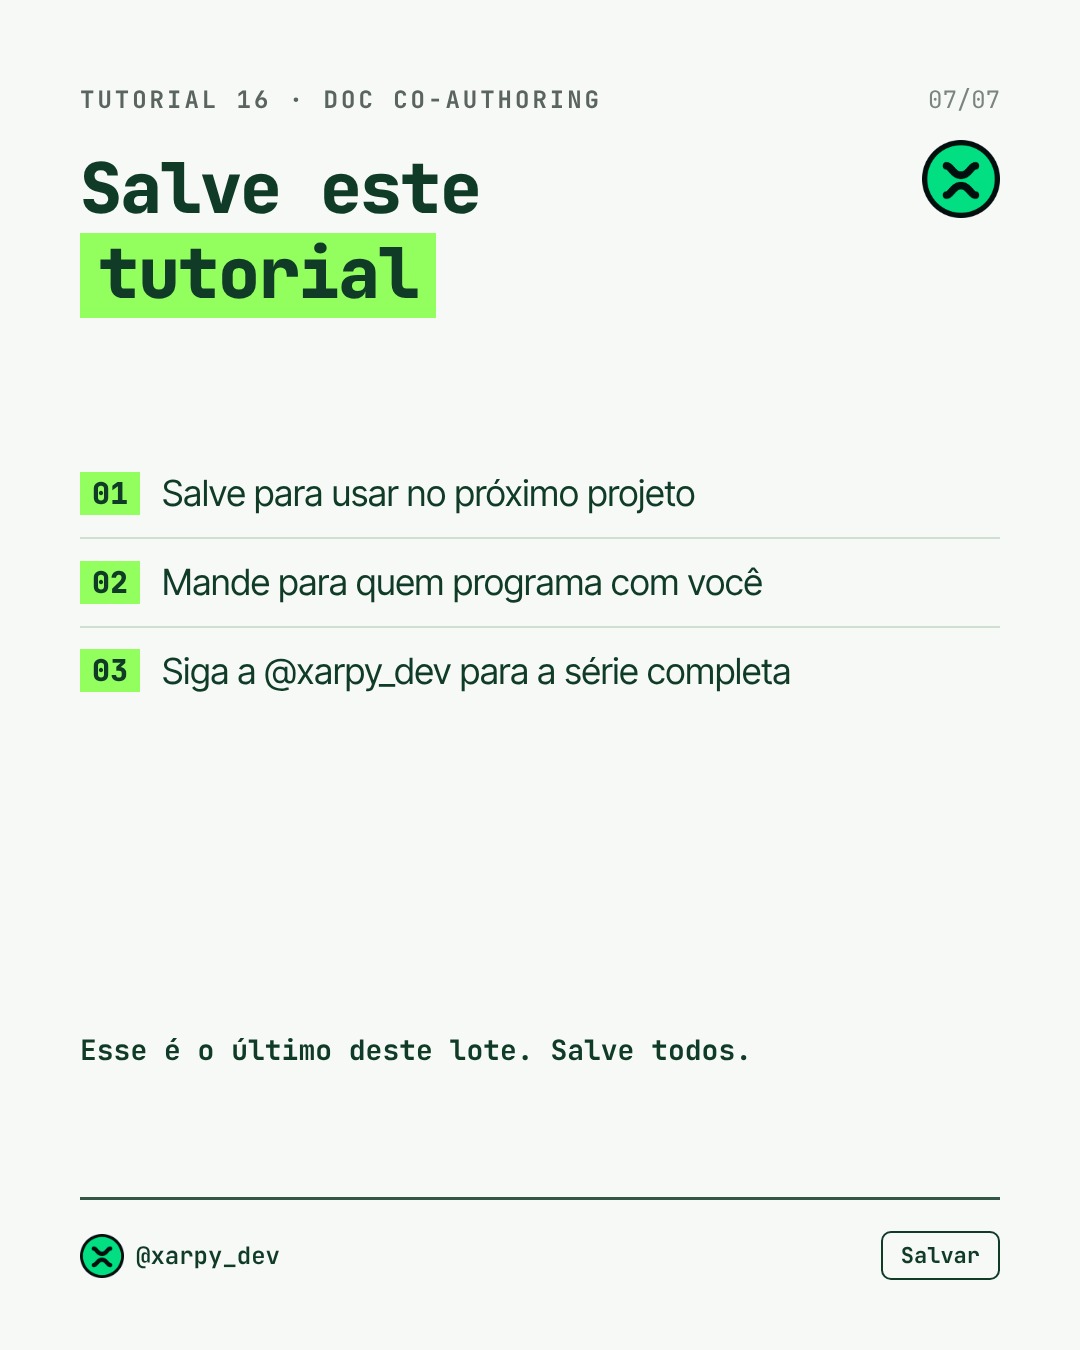 TUTORIAL 16 · DOC CO-AUTHORING
07/07
Salve este
tutorial
01 Salve para usar no próximo projeto
02 Mande para quem programa com você
03 Siga a @xarpy_dev para a série completa
Esse é o último deste lote. Salve todos.
@xarpy_dev
Salvar